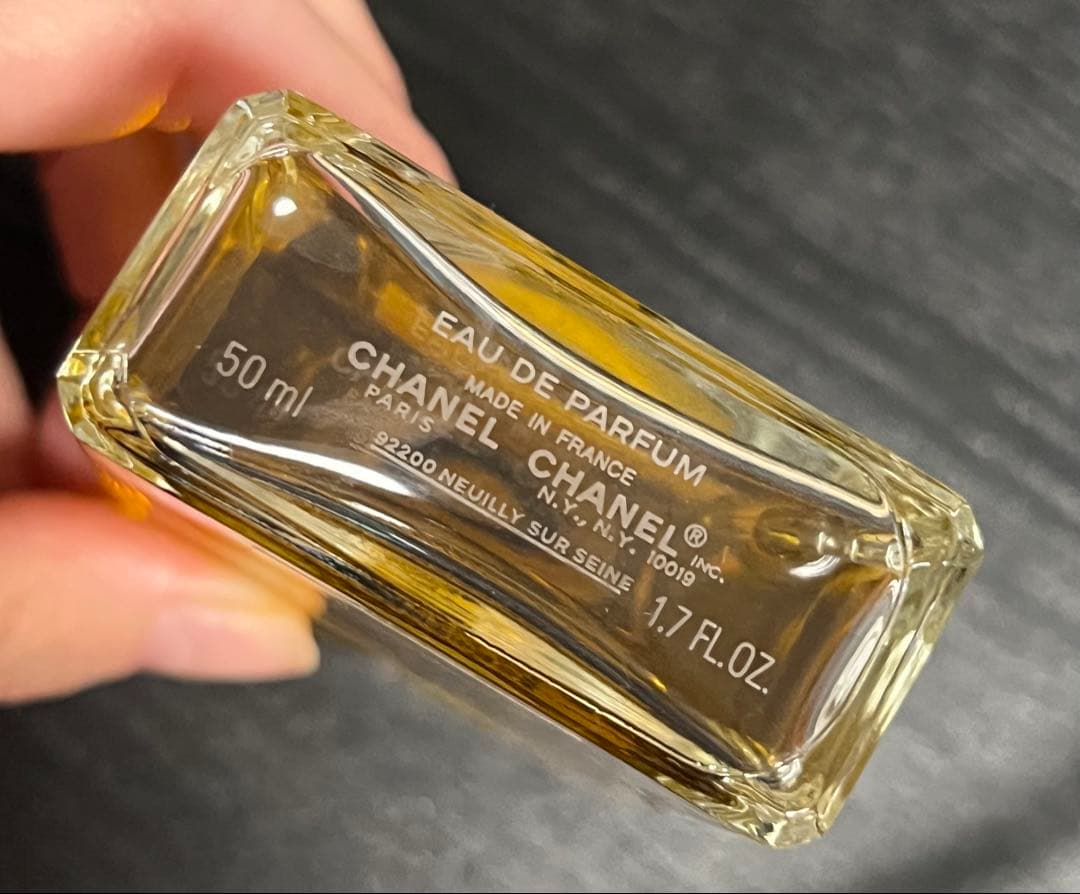 EAU DE PARFUM
MADE IN FRANCE
CHANEL CHANEL®
PARIS N.Y., N.Y. 10019 INC.
92200 NEUILLY SUR SEINE
50 ml 1.7 FL.OZ.